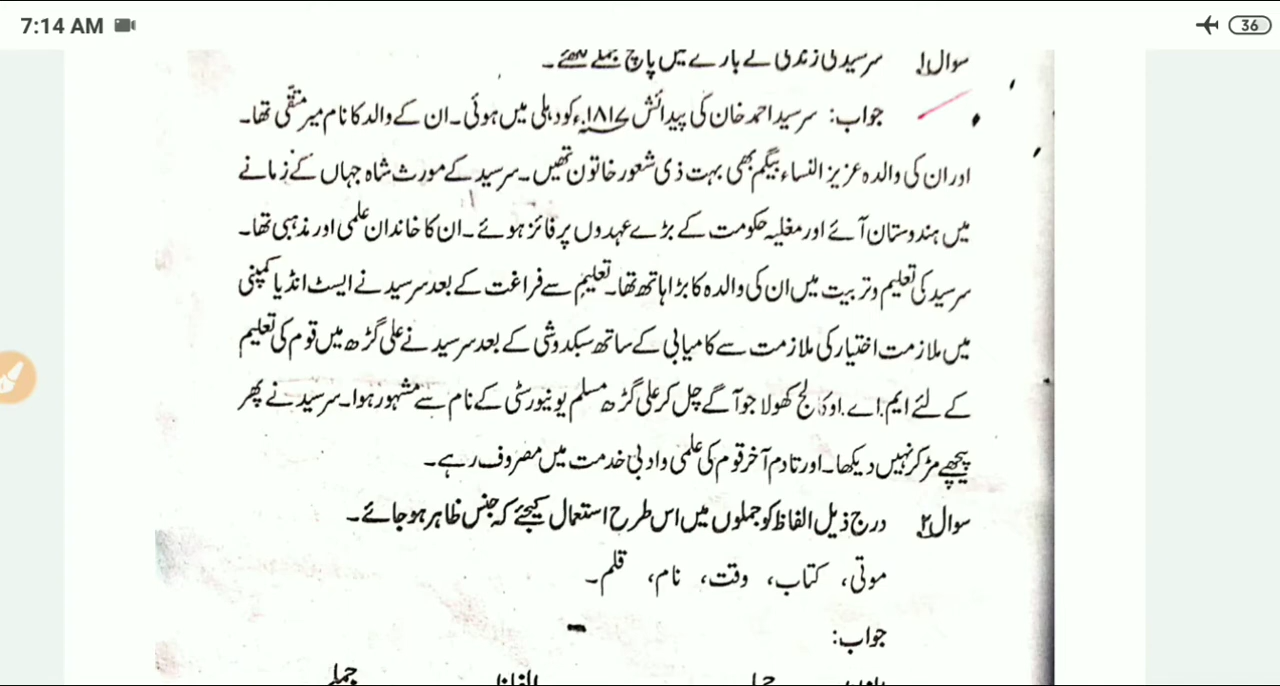 7:14 AM 36
سوال۱ سرسید کی زندگی کے بارے میں پانچ جملے لکھئے۔
جواب: سرسید احمد خان کی پیدائش ۱۸۱۷ء کو دہلی میں ہوئی۔ ان کے والد کا نام میر متقی تھا۔
اور ان کی والدہ عزیز النساء بیگم بھی بہت ذی شعور خاتون تھیں۔ سرسید کے مورث شاہ جہاں کے زمانے
میں ہندوستان آئے اور مغلیہ حکومت کے بڑے عہدوں پر فائز ہوئے۔ ان کا خاندان علمی اور مذہبی تھا۔
سرسید کی تعلیم وتربیت میں ان کی والدہ کا بڑا ہاتھ تھا۔ تعلیم سے فراغت کے بعد سرسید نے ایسٹ انڈیا کمپنی
میں ملازمت اختیار کی ملازمت سے کامیابی کے ساتھ سبکدوشی کے بعد سرسید نے علی گڑھ میں قوم کی تعلیم
کے لئے ایم۔اے۔او کالج کھولا جو آگے چل کر علی گڑھ مسلم یونیورسٹی کے نام سے مشہور ہوا۔ سرسید نے پھر
پیچھے مڑ کر نہیں دیکھا۔ اور تادم آخر قوم کی علمی و ادبی خدمت میں مصروف رہے۔
سوال۲ درج ذیل الفاظ کو جملوں میں اس طرح استعمال کیجئے کہ جنس ظاہر ہو جائے۔
موتی، کتاب، وقت، نام، قلم۔
جواب: